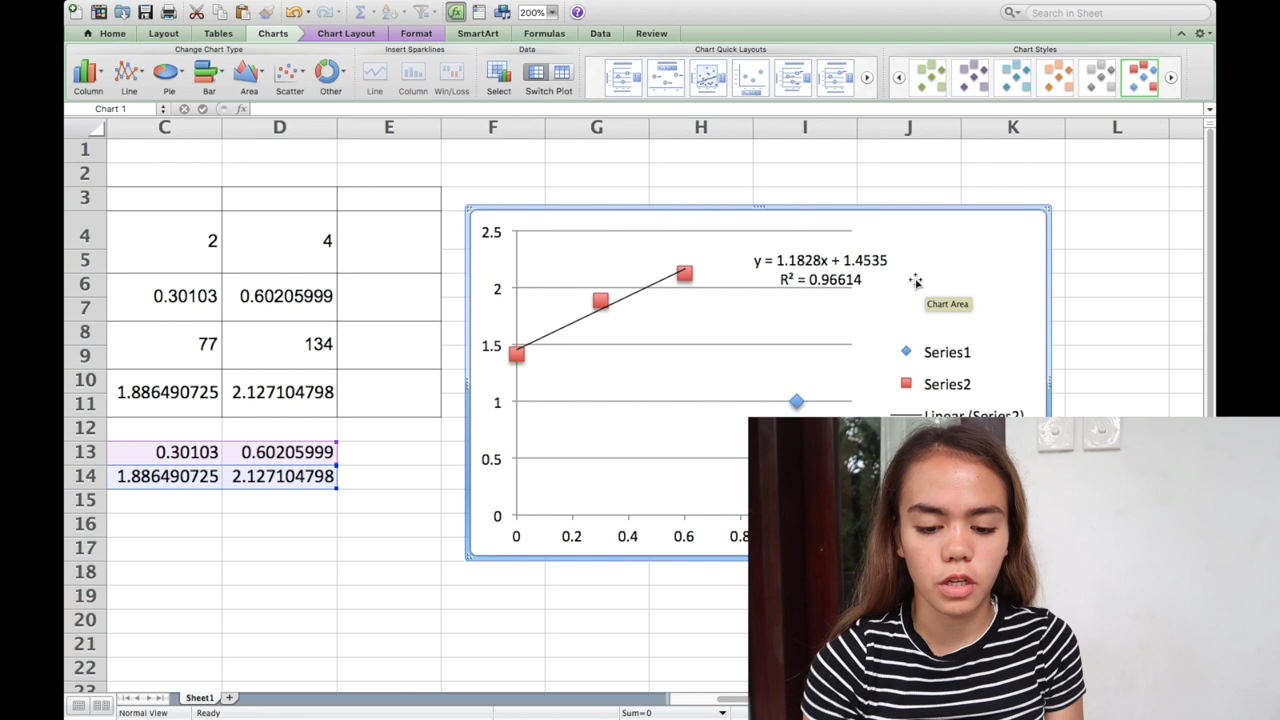 200%
Search in Sheet
Home Layout Tables Charts Chart Layout Format SmartArt Formulas Data Review
Change Chart Type Insert Sparklines Data Chart Quick Layouts Chart Styles
Column Line Pie Bar Area Scatter Other Line Column Win/Loss Select Switch Plot
Chart 1 fx
C D E F G H I J K L
1
2
3
4 2 4
5
6 0.30103 0.60205999
7
8 77 134
9
10 1.886490725 2.127104798
11
12
13 0.30103 0.60205999
14 1.886490725 2.127104798
15
16
17
18
19
20
21
22
23
2.5
2
1.5
1
0.5
0
0 0.2 0.4 0.6 0.8
y = 1.1828x + 1.4535
R² = 0.96614
Chart Area
Series1
Series2
Linear (Series2)
Sheet1
Normal View Ready Sum=0